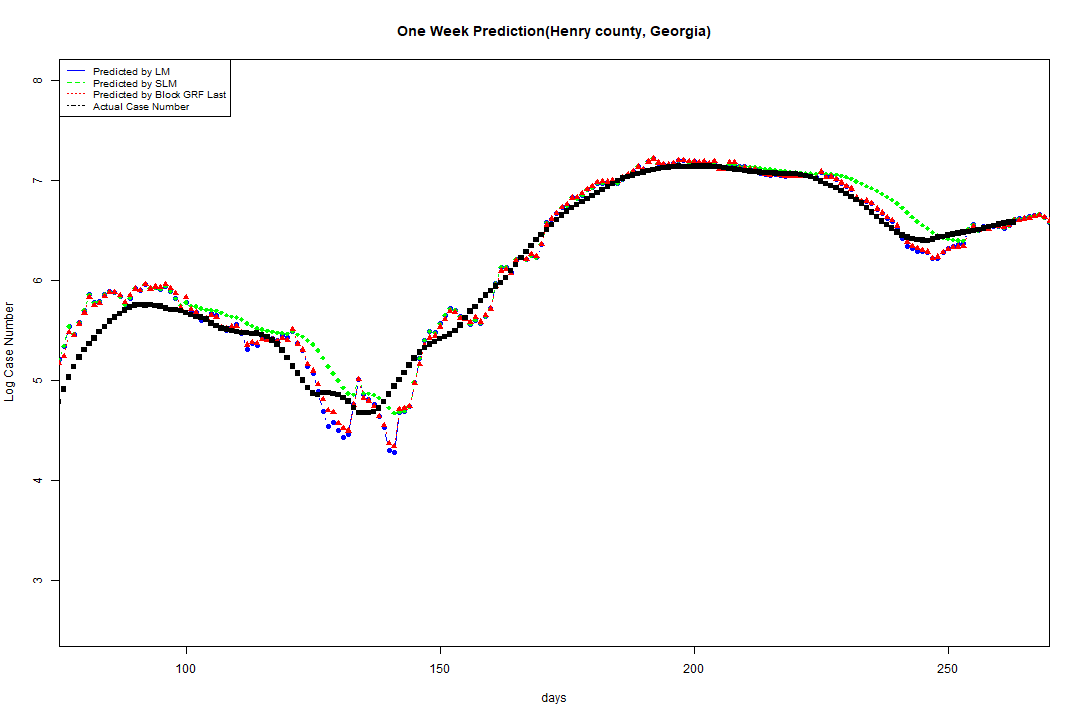 One Week Prediction(Henry county, Georgia)
Predicted by LM
Predicted by SLM
Predicted by Block GRF Last
Actual Case Number
8
7
6
5
4
3
Log Case Number
100
150
200
250
days